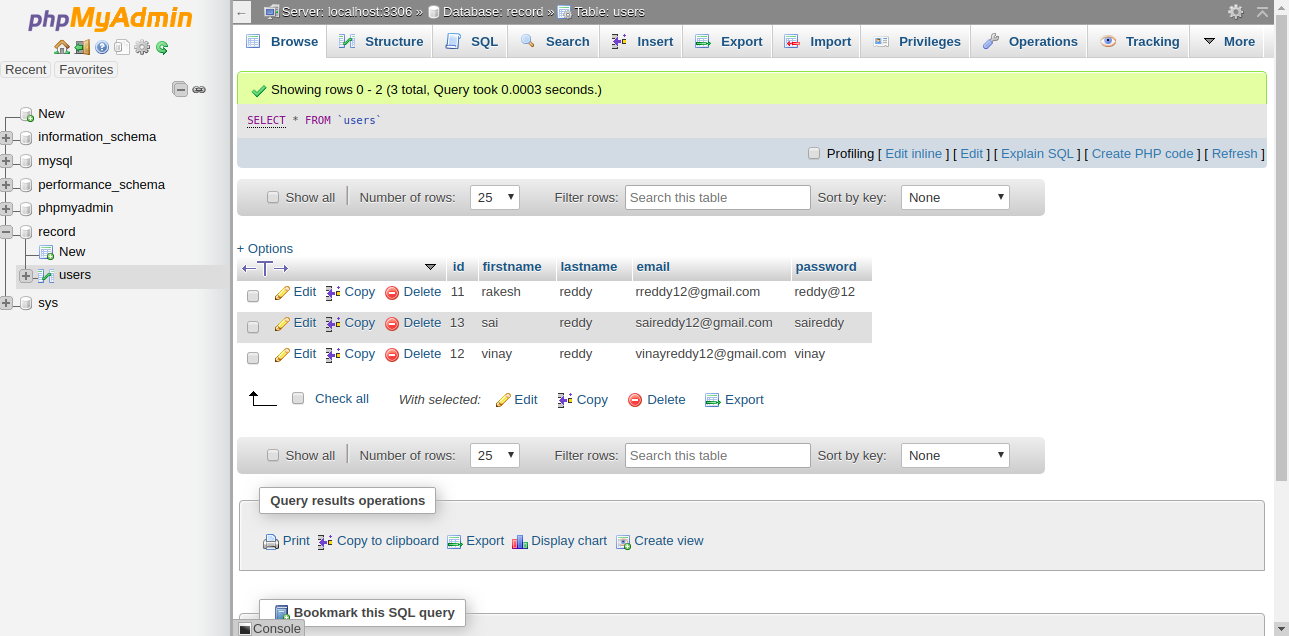 phpMyAdmin
Recent Favorites
New
information_schema
mysql
performance_schema
phpmyadmin
record
New
users
sys
Server: localhost:3306 » Database: record » Table: users
Browse Structure SQL Search Insert Export Import Privileges Operations Tracking More
Showing rows 0 - 2 (3 total, Query took 0.0003 seconds.)
SELECT * FROM `users`
Profiling [ Edit inline ] [ Edit ] [ Explain SQL ] [ Create PHP code ] [ Refresh ]
Show all Number of rows: 25 Filter rows: Search this table Sort by key: None
+ Options
←T→ id firstname lastname email password
Edit Copy Delete 11 rakesh reddy rreddy12@gmail.com reddy@12
Edit Copy Delete 13 sai reddy saireddy12@gmail.com saireddy
Edit Copy Delete 12 vinay reddy vinayreddy12@gmail.com vinay
Check all With selected: Edit Copy Delete Export
Show all Number of rows: 25 Filter rows: Search this table Sort by key: None
Query results operations
Print Copy to clipboard Export Display chart Create view
Bookmark this SQL query
Console